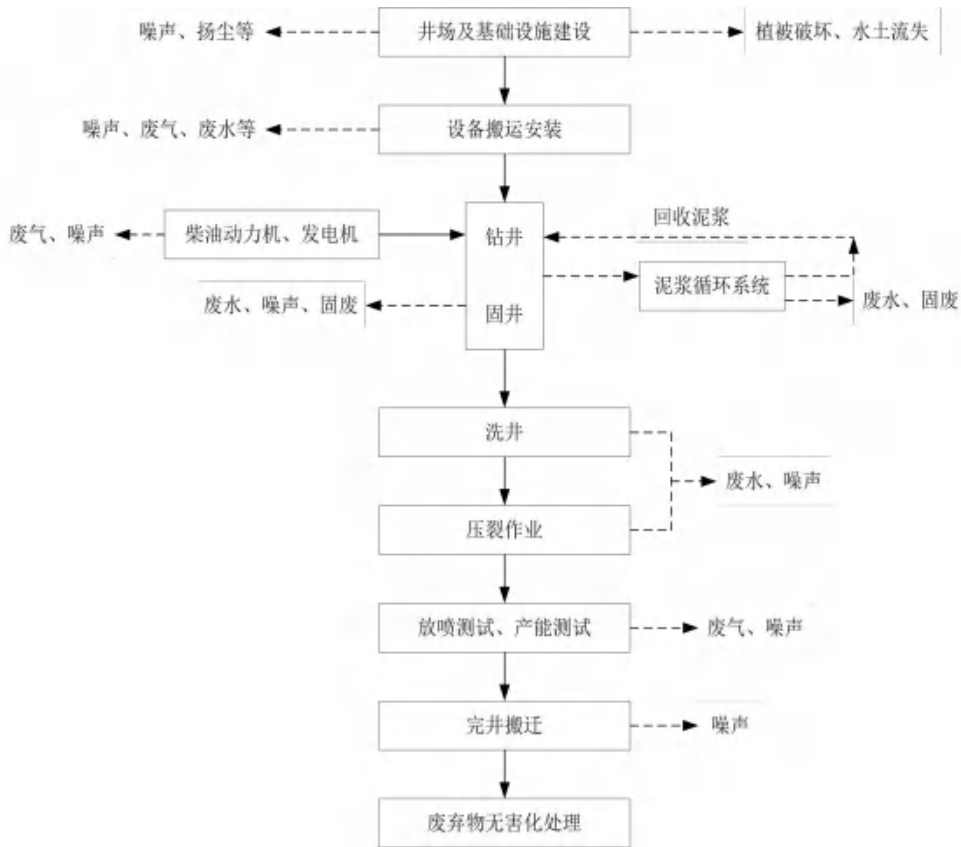 噪声、扬尘等
井场及基础设施建设
植被破坏、水土流失
噪声、废气、废水等
设备搬运安装
回收泥浆
废气、噪声
柴油动力机、发电机
钻井
泥浆循环系统
废水、噪声、固废
固井
废水、固废
洗井
废水、噪声
压裂作业
放喷测试、产能测试
废气、噪声
完井搬迁
噪声
废弃物无害化处理